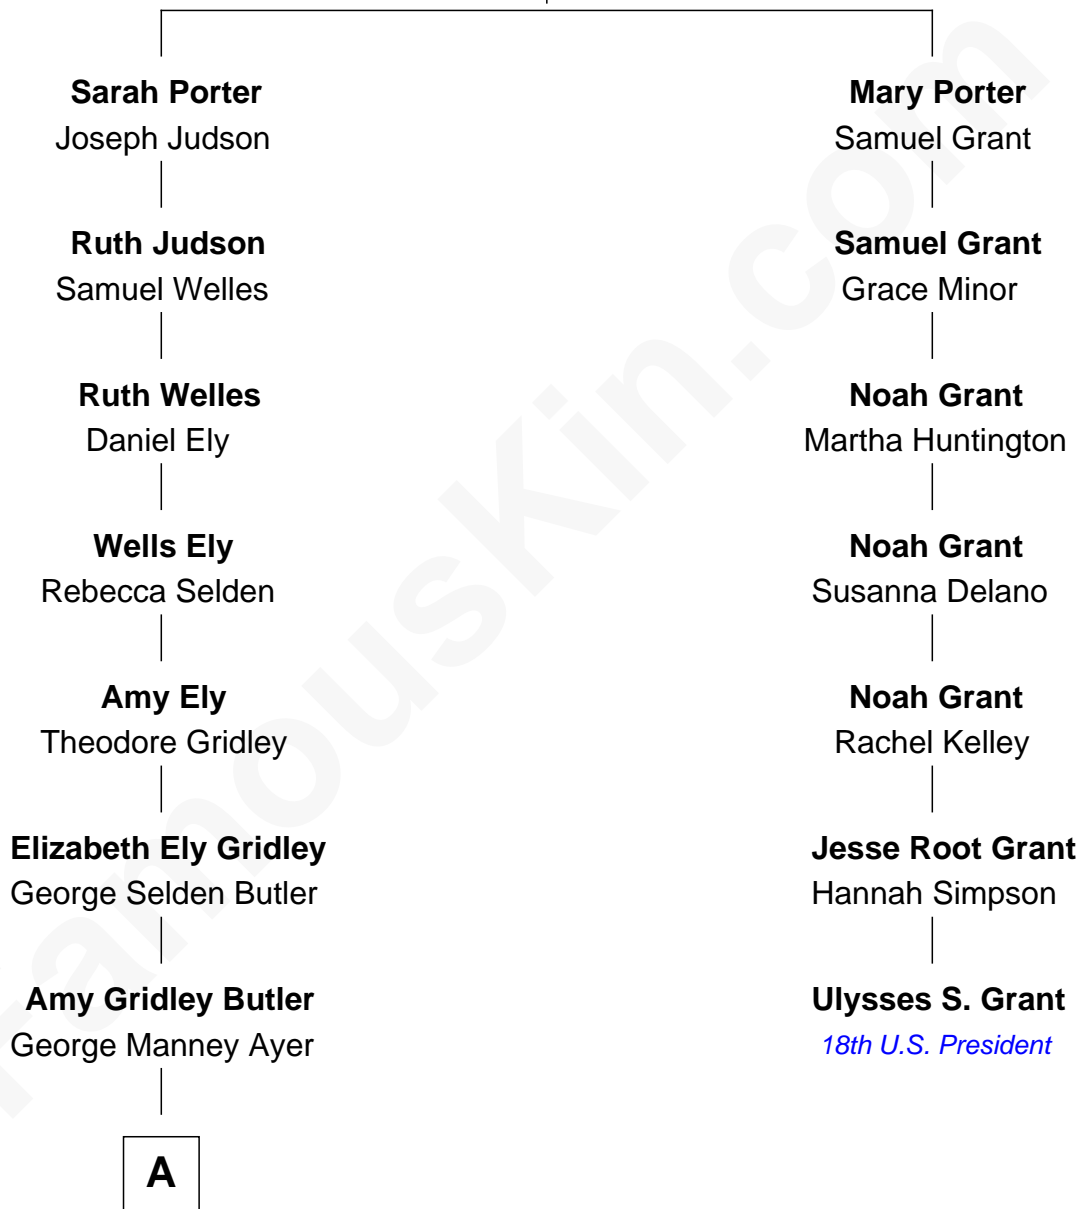 Sarah Porter
Joseph Judson
Ruth Judson
Samuel Welles
Ruth Welles
Daniel Ely
Wells Ely
Rebecca Selden
Amy Ely
Theodore Gridley
Elizabeth Ely Gridley
George Selden Butler
Amy Gridley Butler
George Manney Ayer
A
Mary Porter
Samuel Grant
Samuel Grant
Grace Minor
Noah Grant
Martha Huntington
Noah Grant
Susanna Delano
Noah Grant
Rachel Kelley
Jesse Root Grant
Hannah Simpson
Ulysses S. Grant
18th U.S. President
FamousKin.com